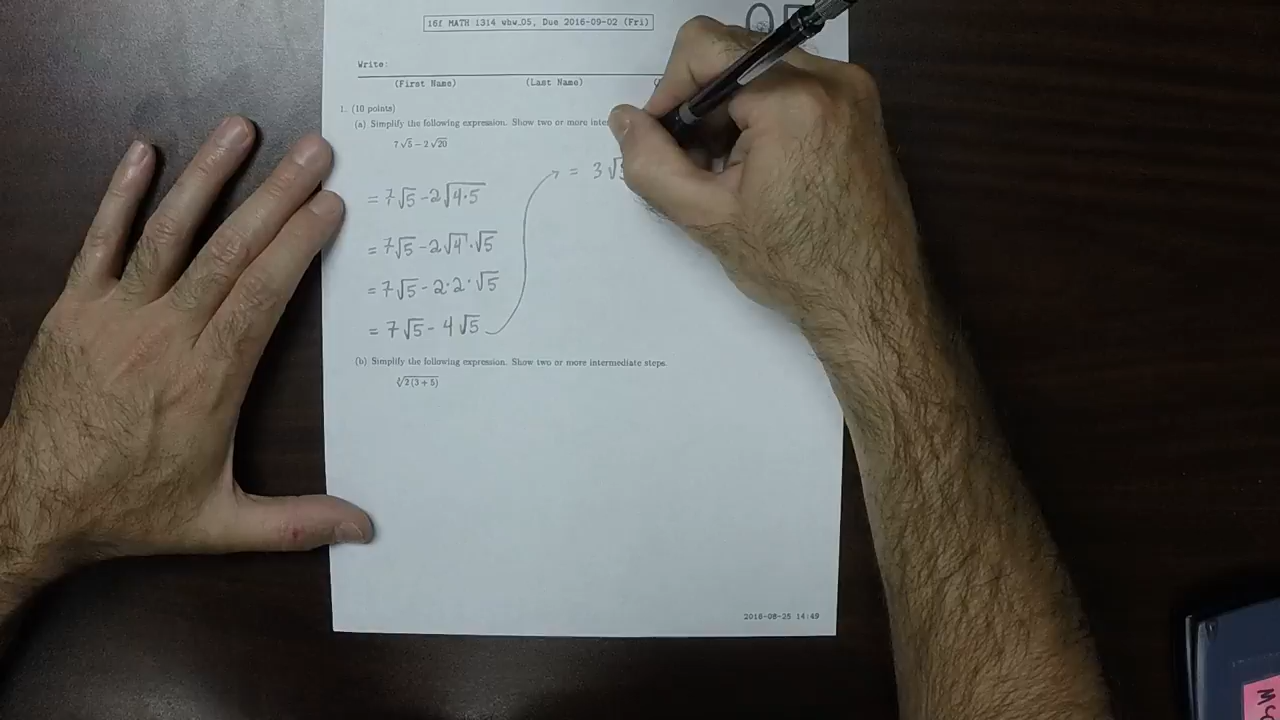 16f MATH 1314 wbw_05, Due 2016-09-02 (Fri)
Write:
(First Name) (Last Name)
1. (10 points)
(a) Simplify the following expression. Show two or more
7√5 − 2√20
= 7√5 − 2√(4·5)
= 7√5 − 2√4 · √5
= 7√5 − 2·2·√5
= 7√5 − 4√5
= 3√5
(b) Simplify the following expression. Show two or more intermediate steps.
2(3 + 5)
2016-08-25 14:49